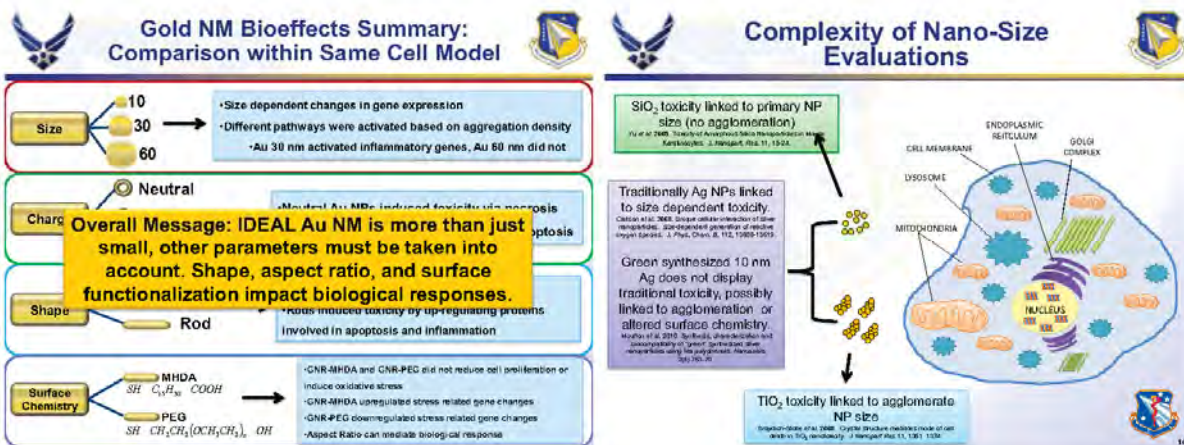 Gold NM Bioeffects Summary:
Comparison within Same Cell Model
Size
10
30
60
•Size dependent changes in gene expression
•Different pathways were activated based on aggregation density
•Au 30 nm activated inflammatory genes, Au 60 nm did not
Charg
Neutral
•Neutral Au NPs induced toxicity via necrosis
optosis
Overall Message: IDEAL Au NM is more than just
small, other parameters must be taken into
account. Shape, aspect ratio, and surface
functionalization impact biological responses.
Shape
Rod
•Rods induced toxicity by up-regulating proteins
involved in apoptosis and inflammation
Surface
Chemistry
MHDA
PEG
•GNR-MHDA and GNR-PEG did not reduce cell proliferation or
induce oxidative stress
•GNR-MHDA upregulated stress related gene changes
•GNR-PEG downregulated stress related gene changes
•Aspect Ratio can mediate biological response
Complexity of Nano-Size
Evaluations
SiO₂ toxicity linked to primary NP
size (no agglomeration)
Traditionally Ag NPs linked
to size dependent toxicity.
Green synthesized 10 nm
Ag does not display
traditional toxicity, possibly
linked to agglomeration or
altered surface chemistry.
TiO₂ toxicity linked to agglomerate
NP size
ENDOPLASMIC
REITCULUM
GOLGI
COMPLEX
CELL MEMBRANE
LYSOSOME
MITOCHONDRIA
NUCLEUS